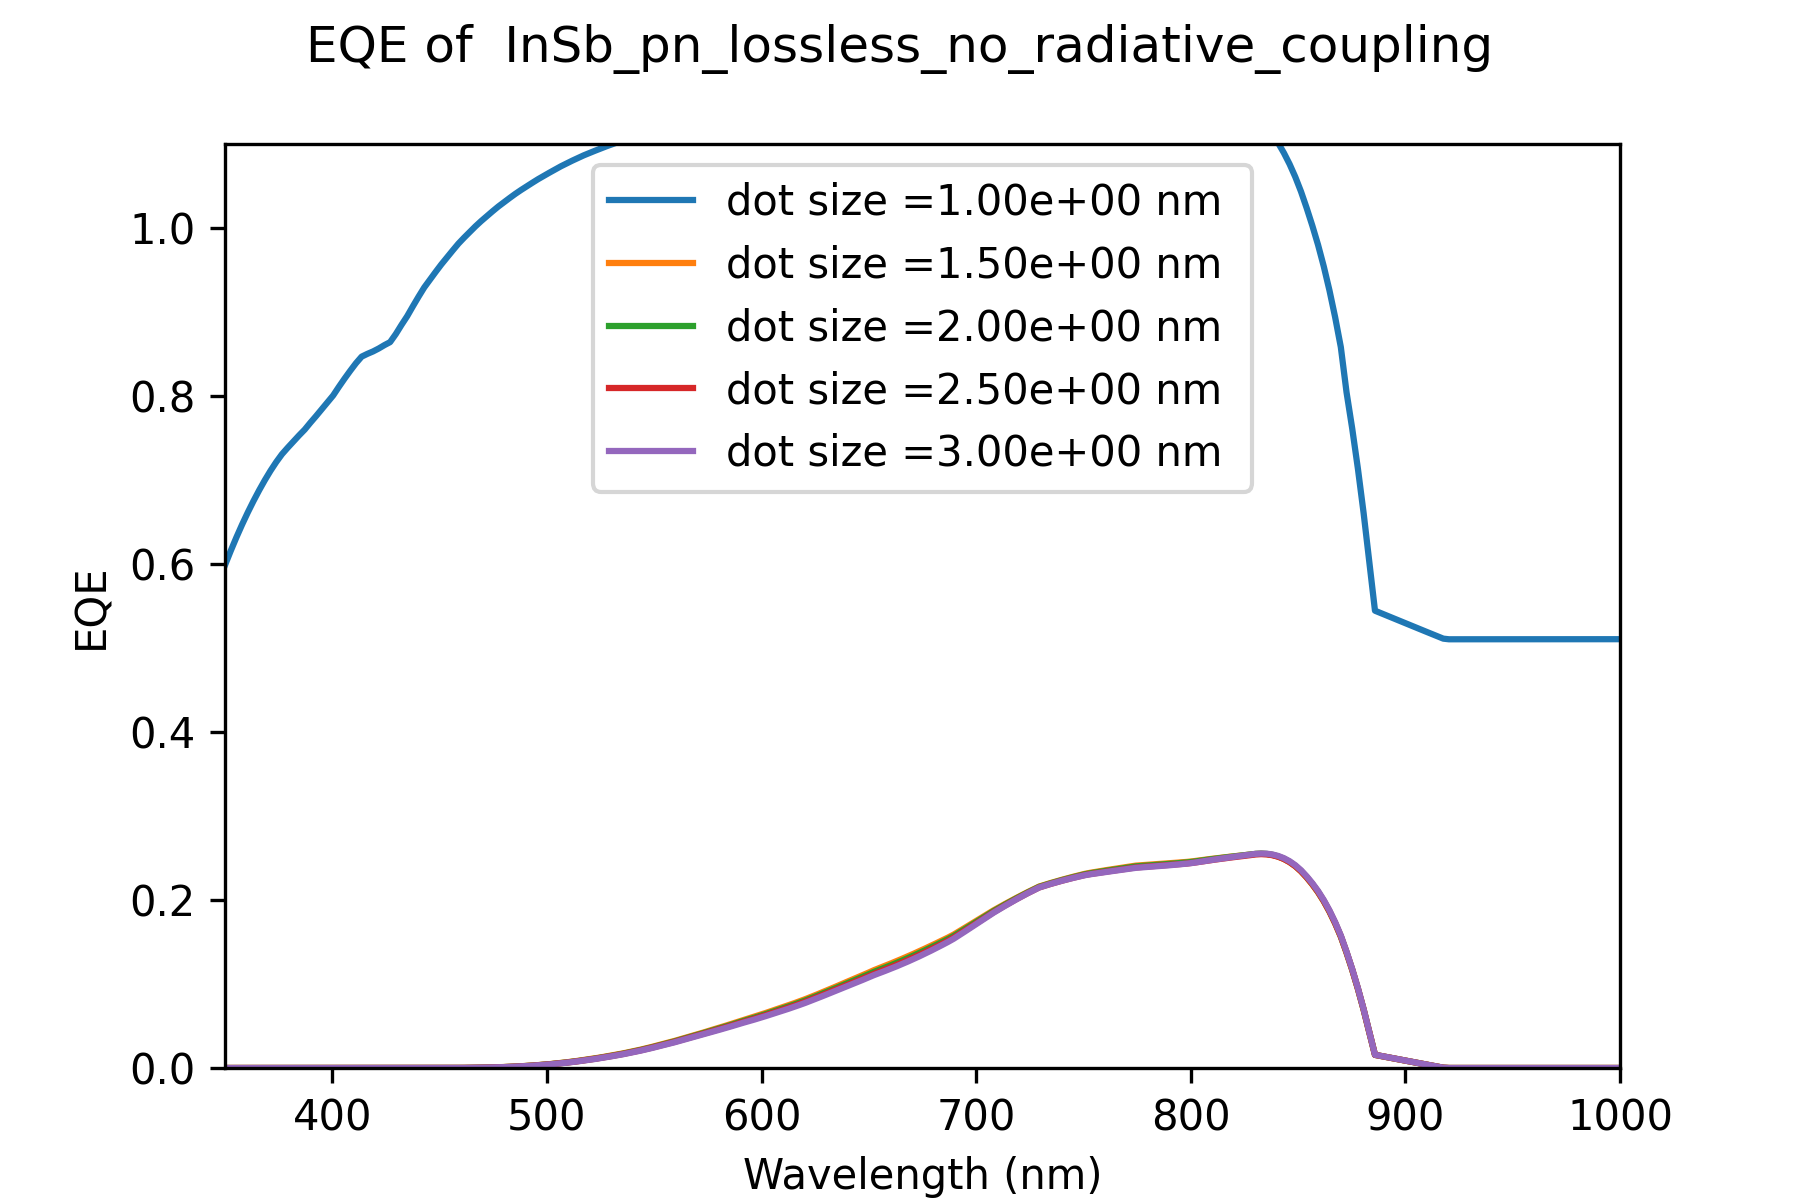 EQE of  InSb_pn_lossless_no_radiative_coupling
dot size =1.00e+00 nm
dot size =1.50e+00 nm
dot size =2.00e+00 nm
dot size =2.50e+00 nm
dot size =3.00e+00 nm
EQE
1.0
0.8
0.6
0.4
0.2
0.0
400 500 600 700 800 900 1000
Wavelength (nm)